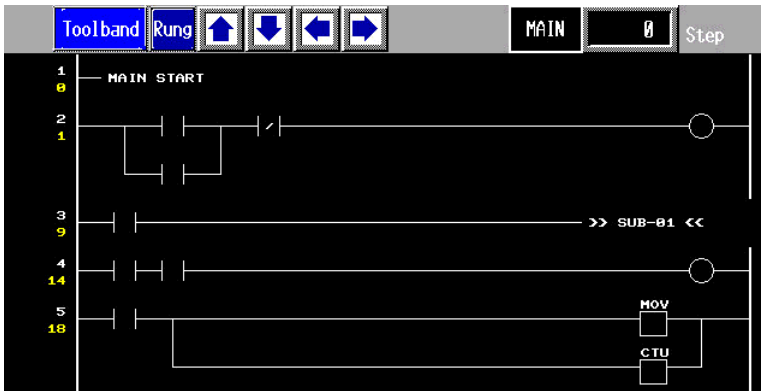 Toolband Rung MAIN 0 Step
1 MAIN START
0
2
1
3 >> SUB-01 <<
9
4
14
5 MOV
18
CTU